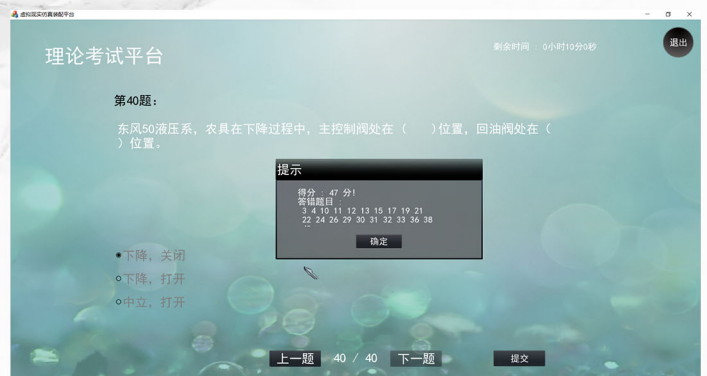 虚拟现实仿真装配平台
理论考试平台
剩余时间 : 0小时10分0秒
退出
第40题:
东风50液压系，农具在下降过程中，主控制阀处在（ ）位置，回油阀处在（
）位置。
提示
得分 : 47 分!
答错题目 :
3 4 10 11 12 13 15 17 19 21
22 24 26 29 30 31 32 33 36 38
确定
下降，关闭
下降，打开
中立，打开
上一题 40 / 40 下一题
提交